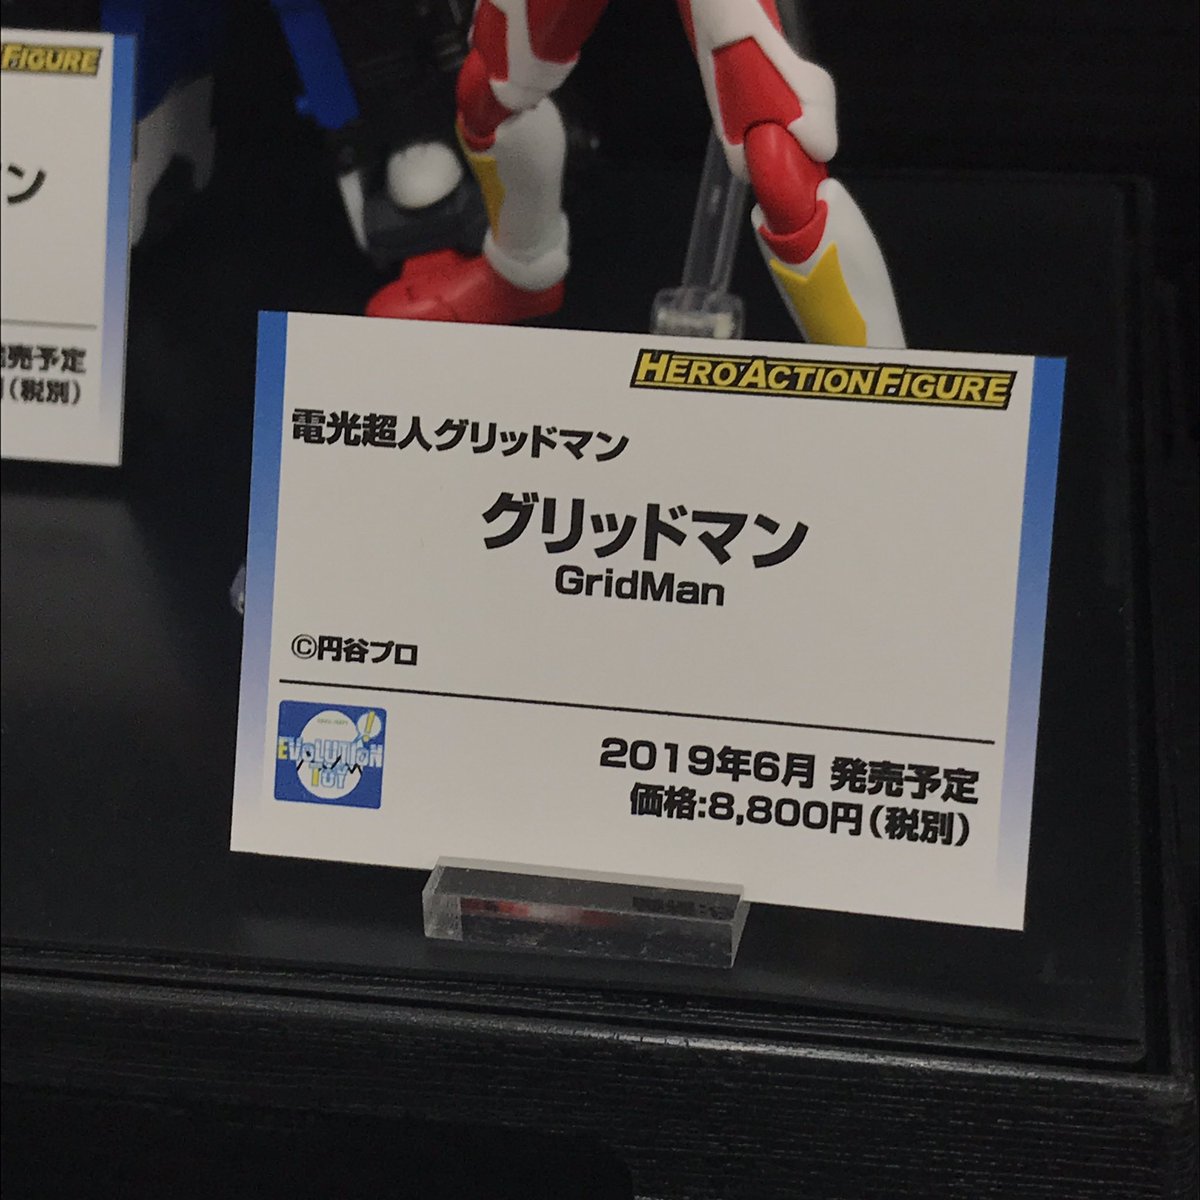 FIGURE
ン
売予定
(税別)
HERO ACTION FIGURE
電光超人グリッドマン
グリッドマン
GridMan
©円谷プロ
EVOLUTION
TOY
2019年6月 発売予定
価格:8,800円(税別)